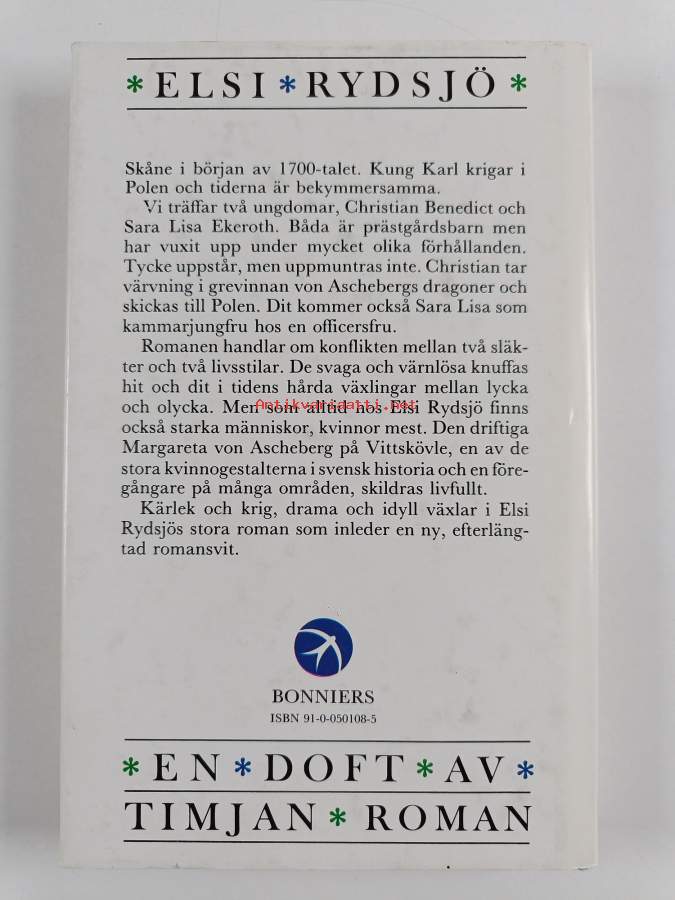 * ELSI * RYDSJÖ *
Skåne i början av 1700-talet. Kung Karl krigar i
Polen och tiderna är bekymmersamma.
Vi träffar två ungdomar, Christian Benedict och
Sara Lisa Ekeroth. Båda är prästgårdsbarn men
har vuxit upp under mycket olika förhållanden.
Tycke uppstår, men uppmuntras inte. Christian tar
värvning i grevinnan von Aschebergs dragoner och
skickas till Polen. Dit kommer också Sara Lisa som
kammarjungfru hos en officersfru.
Romanen handlar om konflikten mellan två släk-
ter och två livsstilar. De svaga och värnlösa knuffas
hit och dit i tidens hårda växlingar mellan lycka
och olycka. Men som alltid hos Elsi Rydsjö finns
Antikvariaatti.net
också starka människor, kvinnor mest. Den driftiga
Margareta von Ascheberg på Vittskövle, en av de
stora kvinnogestalterna i svensk historia och en före-
gångare på många områden, skildras livfullt.
Kärlek och krig, drama och idyll växlar i Elsi
Rydsjös stora roman som inleder en ny, efterläng-
tad romansvit.
BONNIERS
ISBN 91-0-050108-5
* EN * DOFT * AV *
TIMJAN * ROMAN